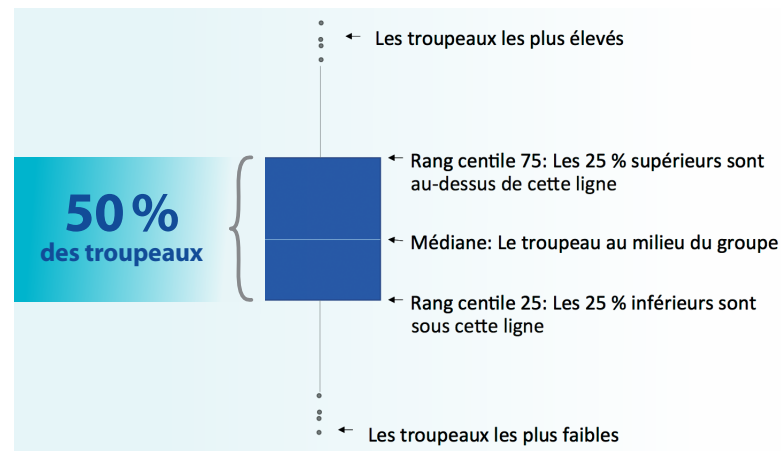 Les troupeaux les plus élevés
Rang centile 75: Les 25 % supérieurs sont
au-dessus de cette ligne
50 %
des troupeaux
Médiane: Le troupeau au milieu du groupe
Rang centile 25: Les 25 % inférieurs sont
sous cette ligne
Les troupeaux les plus faibles